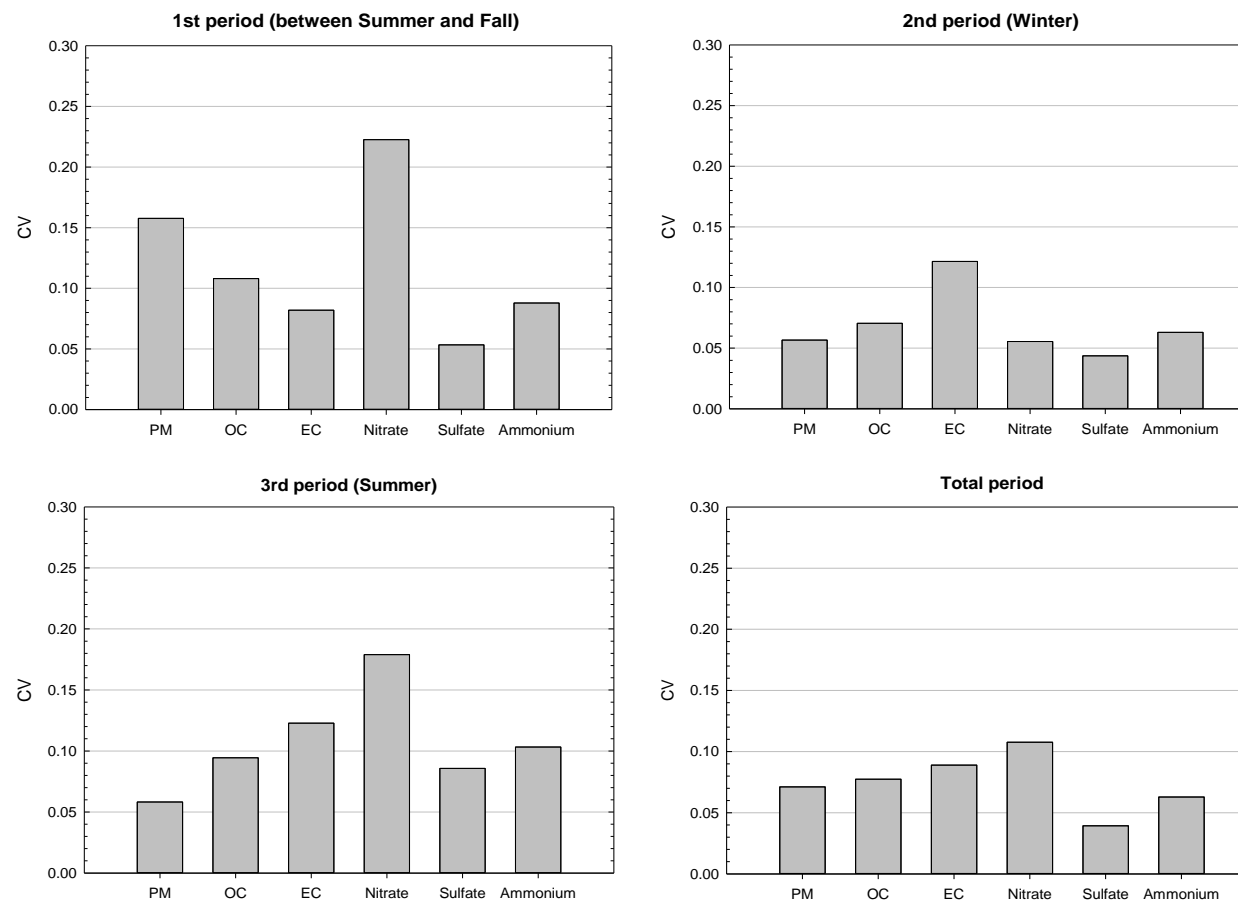 1st period (between Summer and Fall)
0.30
0.25
0.20
0.15
0.10
0.05
0.00
CV
PM OC EC Nitrate Sulfate Ammonium
2nd period (Winter)
0.30
0.25
0.20
0.15
0.10
0.05
0.00
CV
PM OC EC Nitrate Sulfate Ammonium
3rd period (Summer)
0.30
0.25
0.20
0.15
0.10
0.05
0.00
CV
PM OC EC Nitrate Sulfate Ammonium
Total period
0.30
0.25
0.20
0.15
0.10
0.05
0.00
CV
PM OC EC Nitrate Sulfate Ammonium